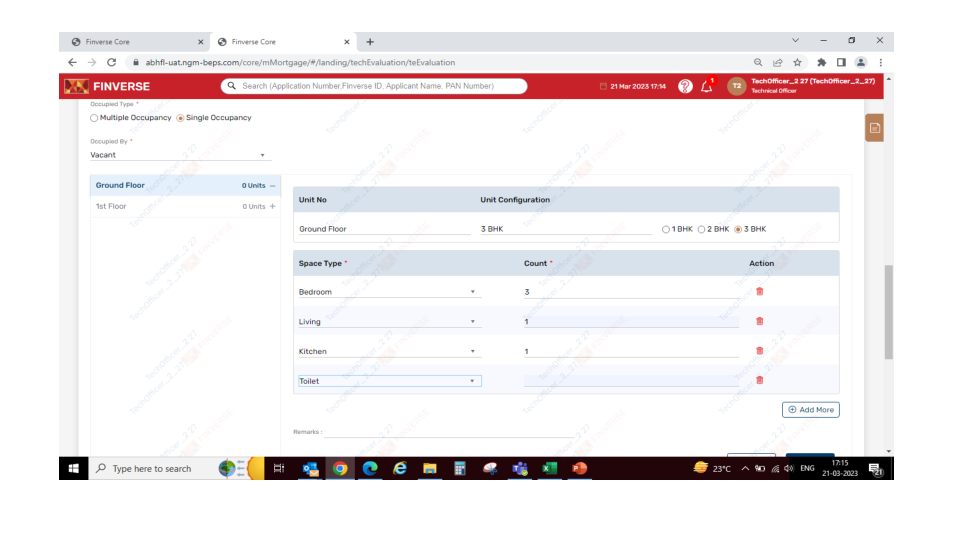 Finverse Core
Finverse Core
abhfl-uat.ngm-beps.com/core/mMortgage/#/landing/techEvaluation/teEvaluation
FINVERSE
Search (Application Number,Finverse ID, Applicant Name, PAN Number)
21 Mar 2023 17:14
1
T2
TechOfficer_2 27 (TechOfficer_2_27)
Technical Officer
Occupied Type *
Multiple Occupancy Single Occupancy
Occupied By *
Vacant
Ground Floor 0 Units –
1st Floor 0 Units +
Unit No Unit Configuration
Ground Floor 3 BHK 1 BHK 2 BHK 3 BHK
Space Type * Count * Action
Bedroom 3
Living 1
Kitchen 1
Toilet
Add More
Remarks :
Type here to search
23°C ENG
17:15
21-03-2023
21